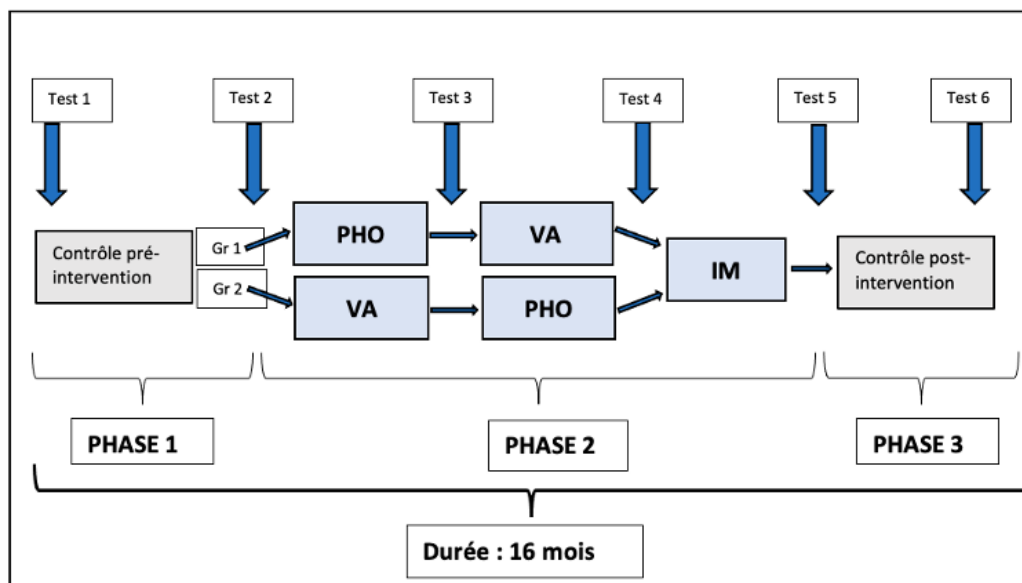 Test 1
Test 2
Test 3
Test 4
Test 5
Test 6
Contrôle pré-
intervention
Gr 1
Gr 2
PHO
VA
VA
PHO
IM
Contrôle post-
intervention
PHASE 1
PHASE 2
PHASE 3
Durée : 16 mois